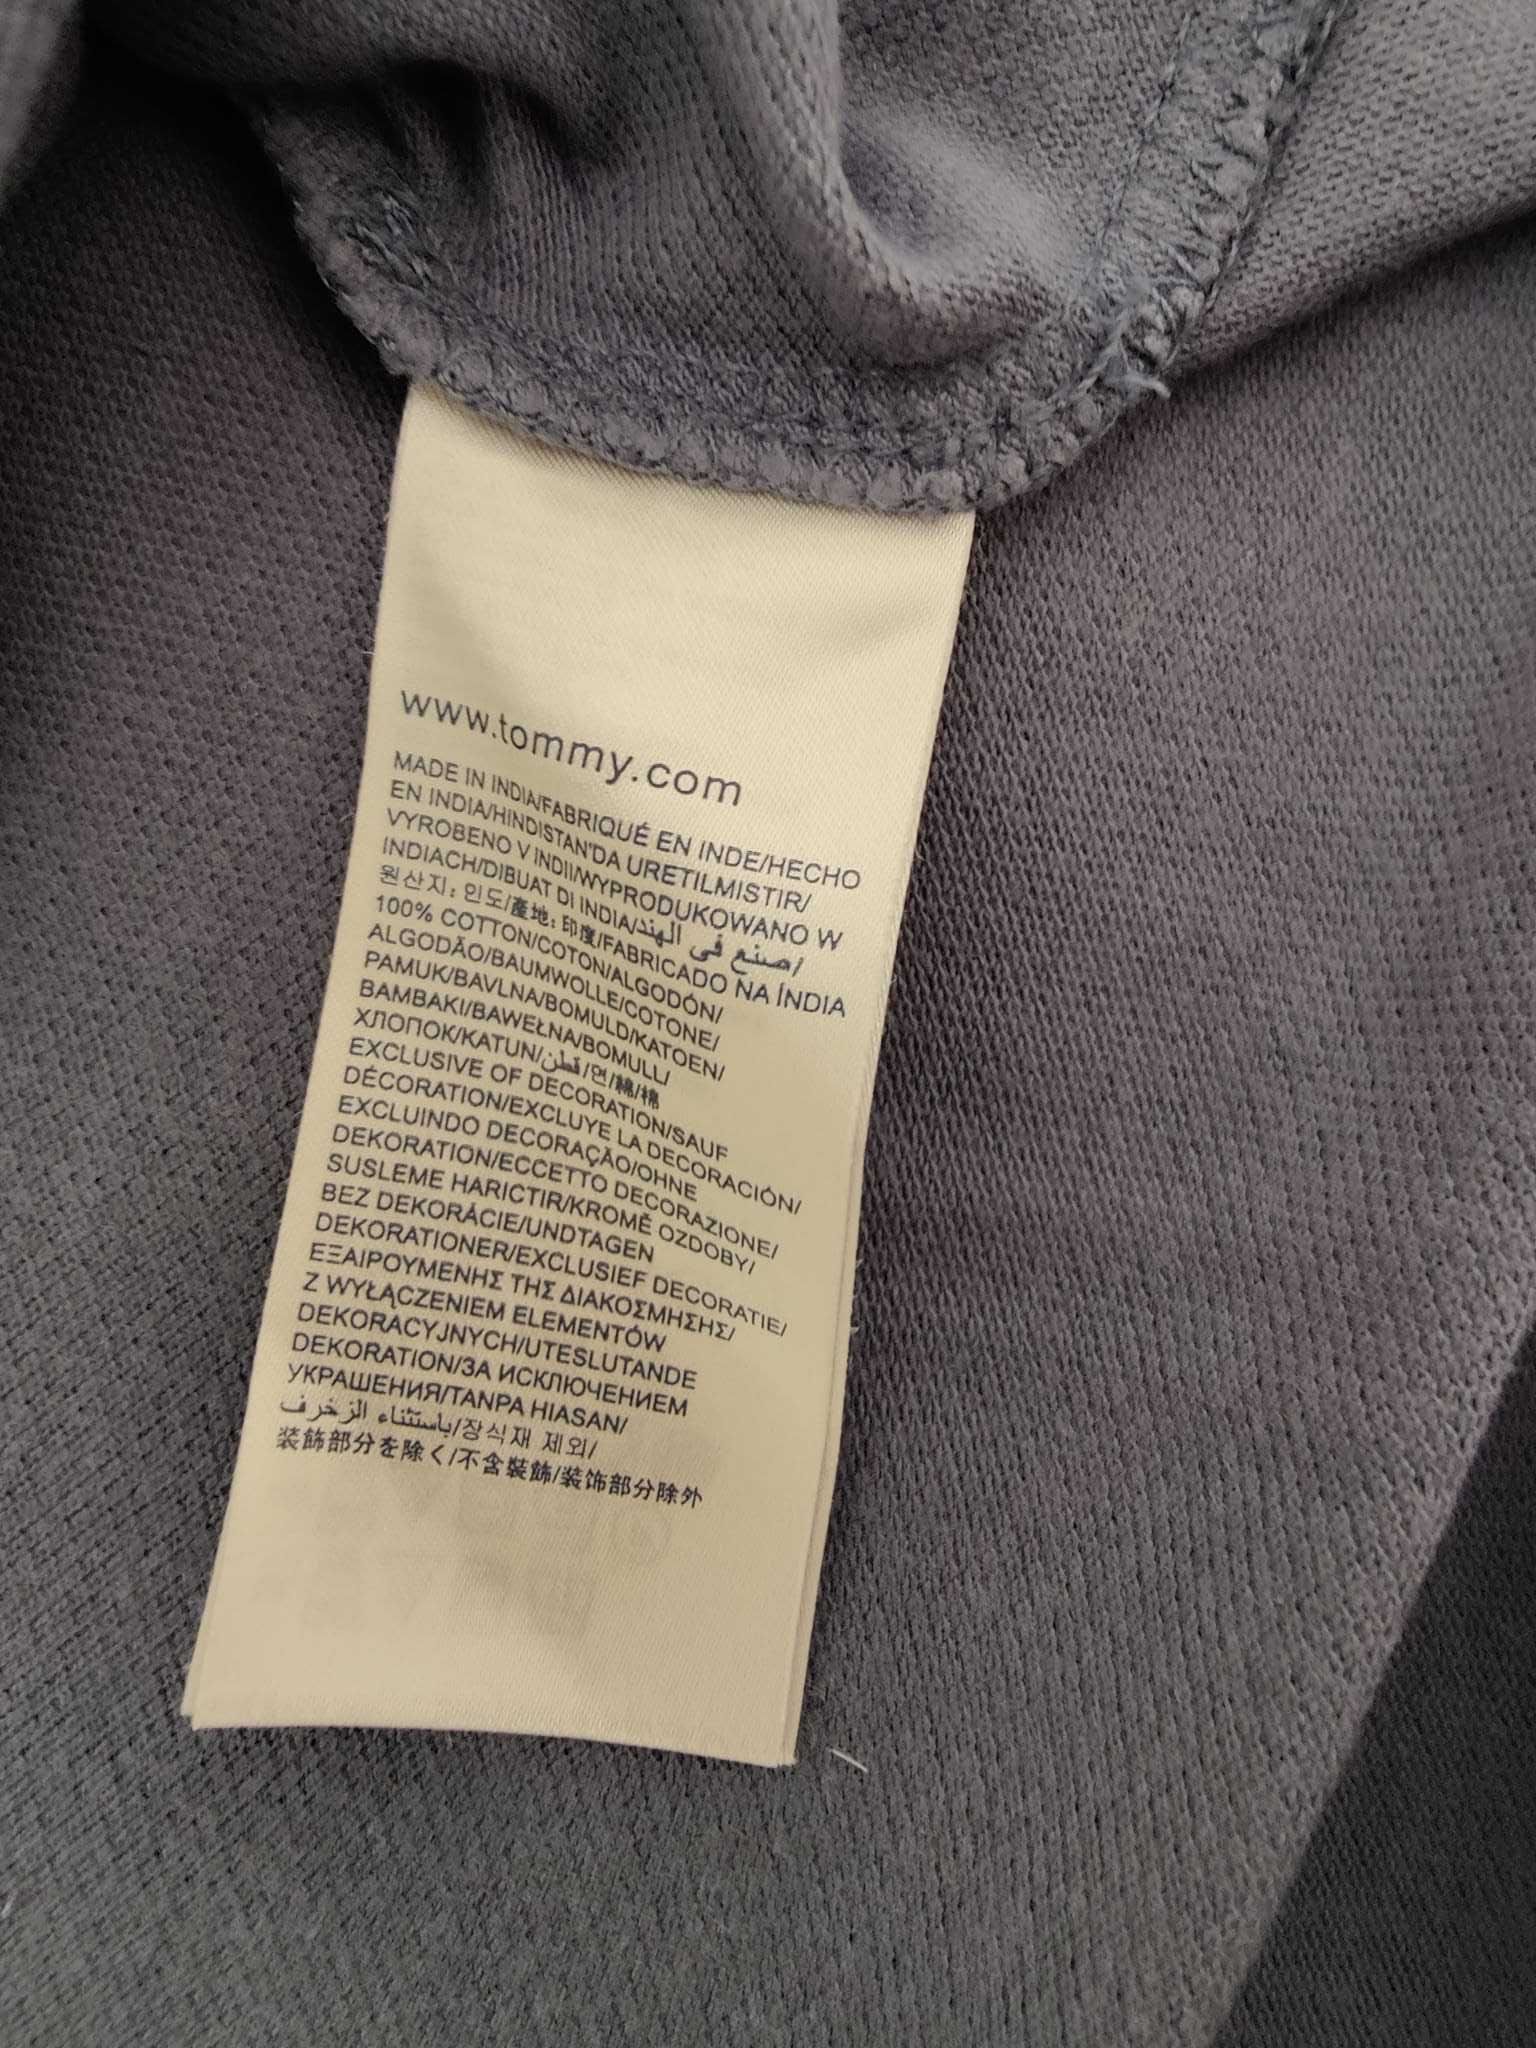 www.tommy.com
MADE IN INDIA/FABRIQUÉ EN INDE/HECHO
EN INDIA/HINDISTAN'DA URETILMISTIR/
VYROBENO V INDII/WYPRODUKOWANO W
INDIACH/DIBUAT DI INDIA/صنع في الهند/
원산지: 인도/產地: 印度/FABRICADO NA ÍNDIA
100% COTTON/COTON/ALGODÓN/
ALGODÃO/BAUMWOLLE/COTONE/
PAMUK/BAVLNA/BOMULD/KATOEN/
BAMBAKI/BAWEŁNA/BOMULL/
ХЛОПОК/KATUN/قطن/면/綿/棉
EXCLUSIVE OF DECORATION/SAUF
DÉCORATION/EXCLUYE LA DECORACIÓN/
EXCLUINDO DECORAÇÃO/OHNE
DEKORATION/ECCETTO DECORAZIONE/
SUSLEME HARICTIR/KROMĚ OZDOBY/
BEZ DEKORÁCIE/UNDTAGEN
DEKORATIONER/EXCLUSIEF DECORATIE/
ΕΞΑΙΡΟΥΜΕΝΗΣ ΤΗΣ ΔΙΑΚΟΣΜΗΣΗΣ/
Z WYŁĄCZENIEM ELEMENTÓW
DEKORACYJNYCH/UTESLUTANDE
DEKORATION/ЗА ИСКЛЮЧЕНИЕМ
УКРАШЕНИЯ/TANPA HIASAN/
باستثناء الزخرف/장식재 제외/
装飾部分を除く/不含裝飾/装饰部分除外